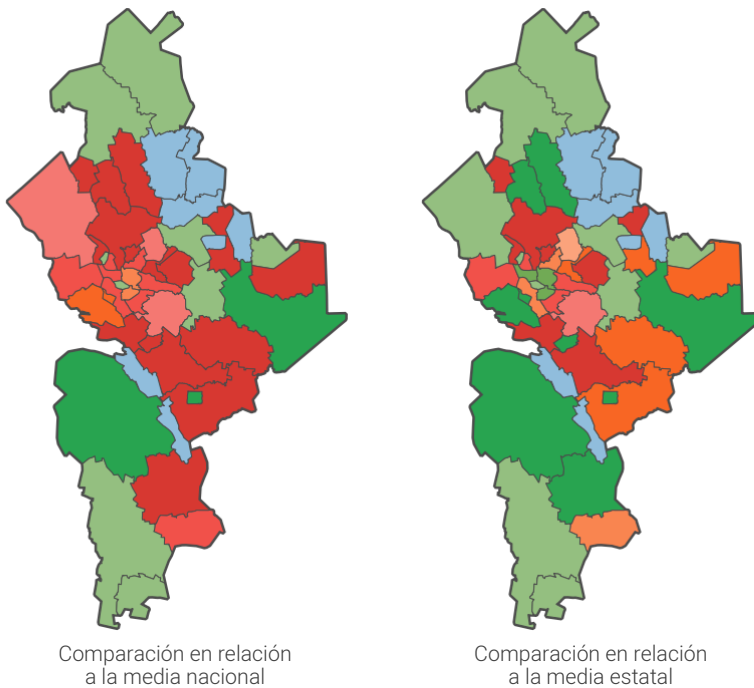 Comparación en relación
a la media nacional
Comparación en relación
a la media estatal